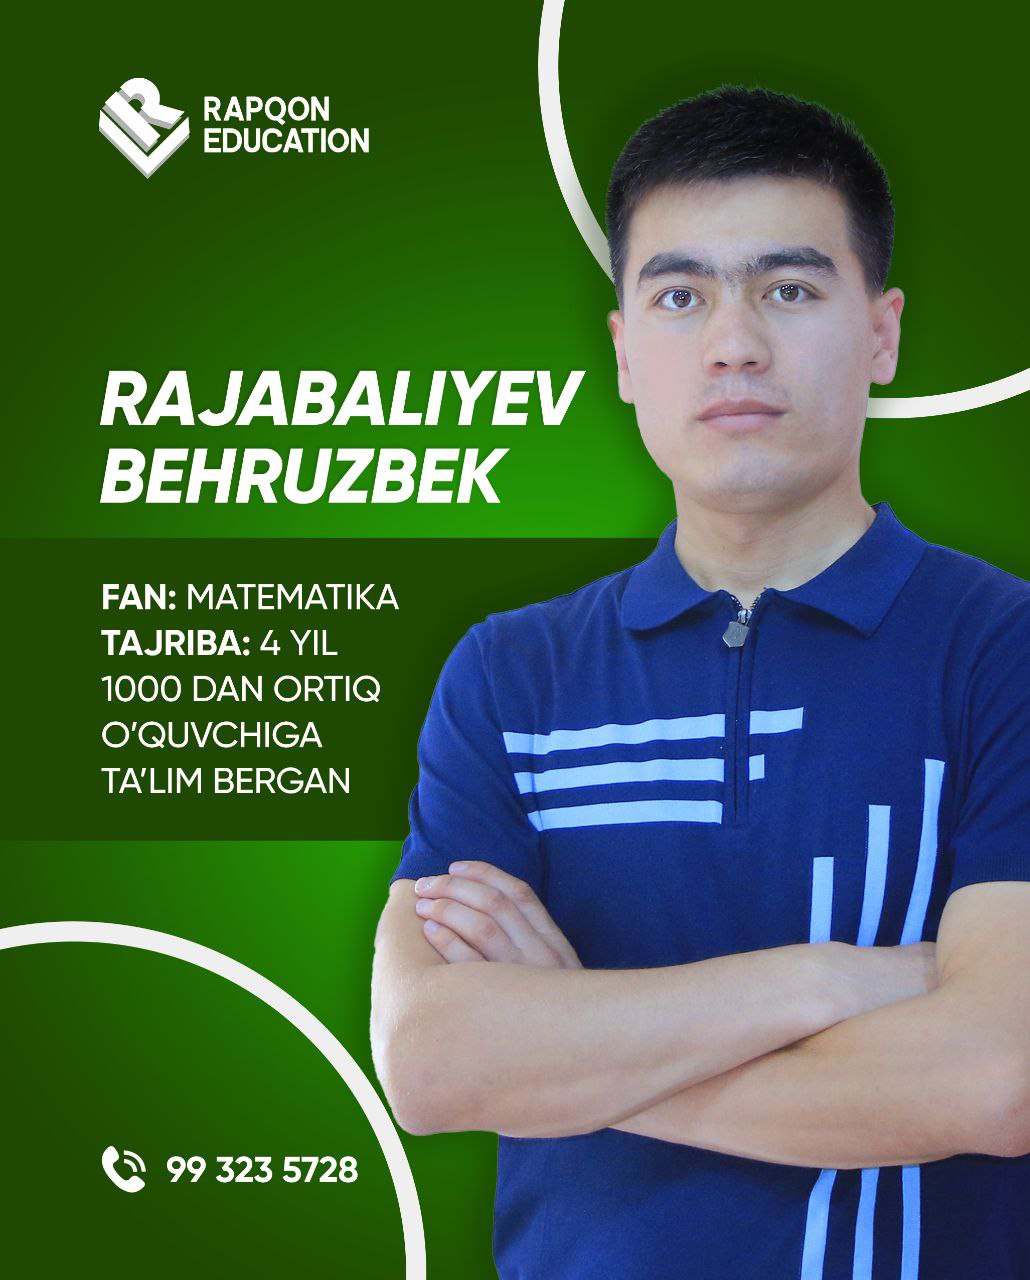 RAPQON
EDUCATION
RAJABALIYEV
BEHRUZBEK
FAN: MATEMATIKA
TAJRIBA: 4 YIL
1000 DAN ORTIQ
O’QUVCHIGA
TA’LIM BERGAN
99 323 5728